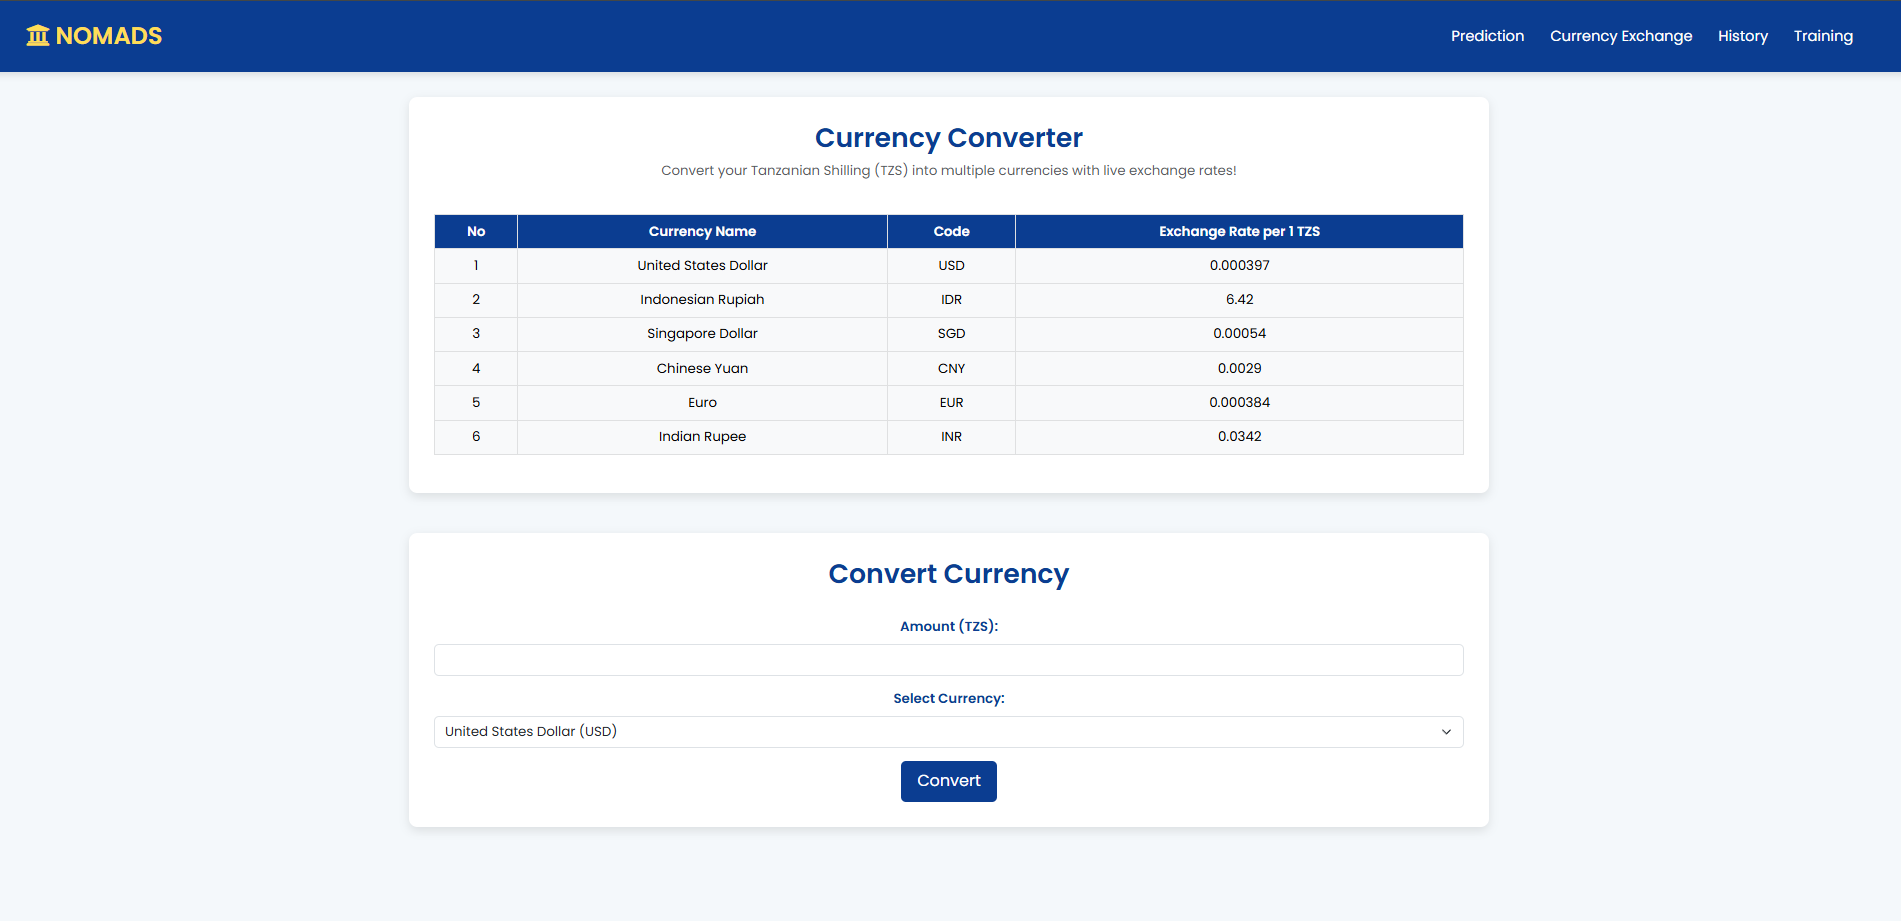 NOMADS
Prediction Currency Exchange History Training
Currency Converter
Convert your Tanzanian Shilling (TZS) into multiple currencies with live exchange rates!
No Currency Name Code Exchange Rate per 1 TZS
1 United States Dollar USD 0.000397
2 Indonesian Rupiah IDR 6.42
3 Singapore Dollar SGD 0.00054
4 Chinese Yuan CNY 0.0029
5 Euro EUR 0.000384
6 Indian Rupee INR 0.0342
Convert Currency
Amount (TZS):
Select Currency:
United States Dollar (USD)
Convert